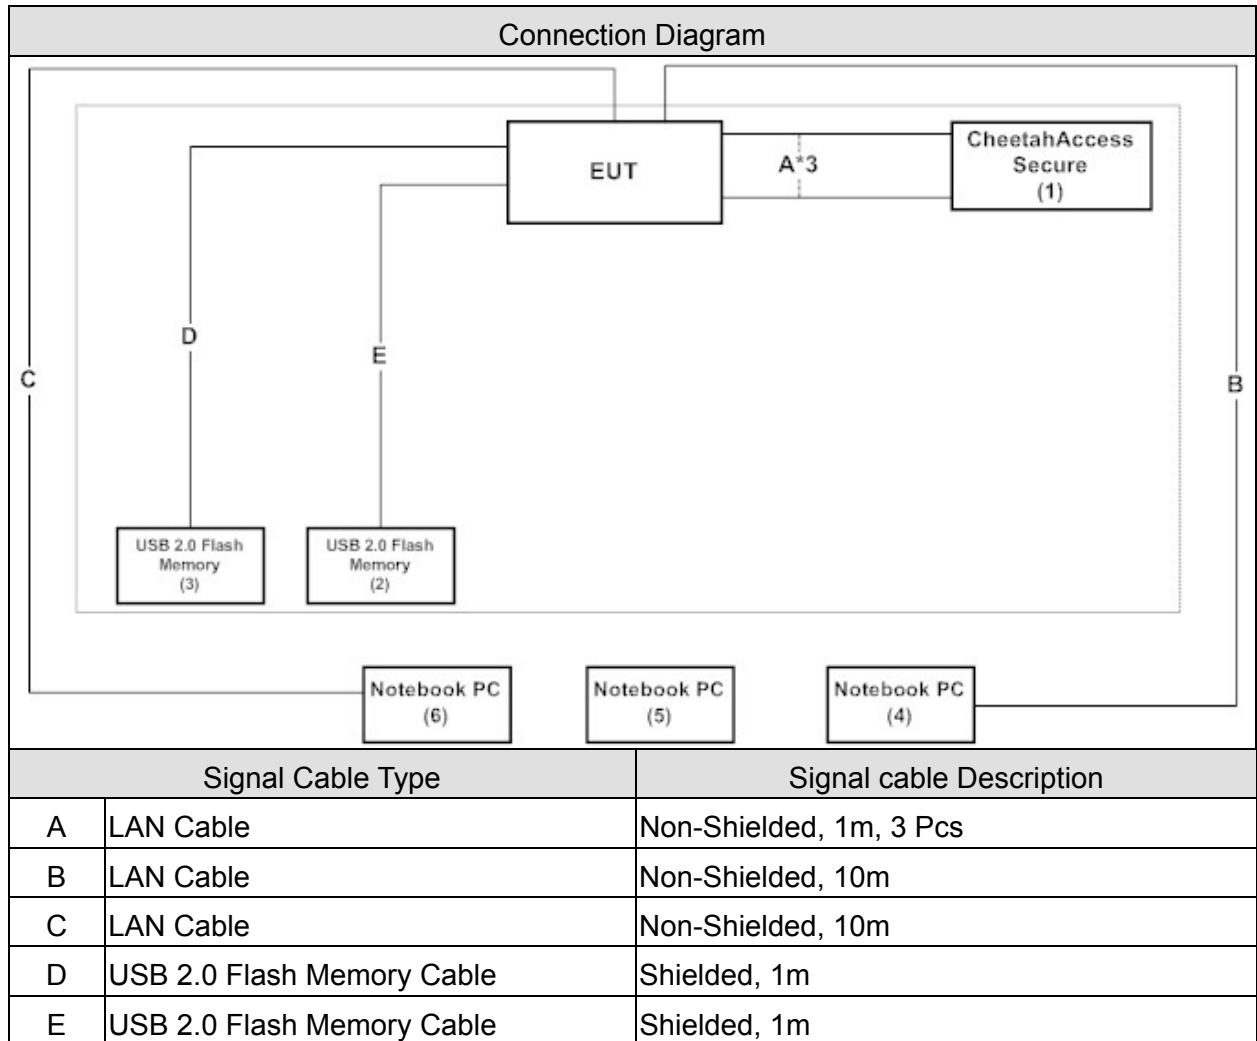 Connection Diagram
EUT
A*3
CheetahAccess
Secure
(1)
D
E
C
B
USB 2.0 Flash
Memory
(3)
USB 2.0 Flash
Memory
(2)
Notebook PC
(6)
Notebook PC
(5)
Notebook PC
(4)
Signal Cable Type Signal cable Description
A LAN Cable Non-Shielded, 1m, 3 Pcs
B LAN Cable Non-Shielded, 10m
C LAN Cable Non-Shielded, 10m
D USB 2.0 Flash Memory Cable Shielded, 1m
E USB 2.0 Flash Memory Cable Shielded, 1m